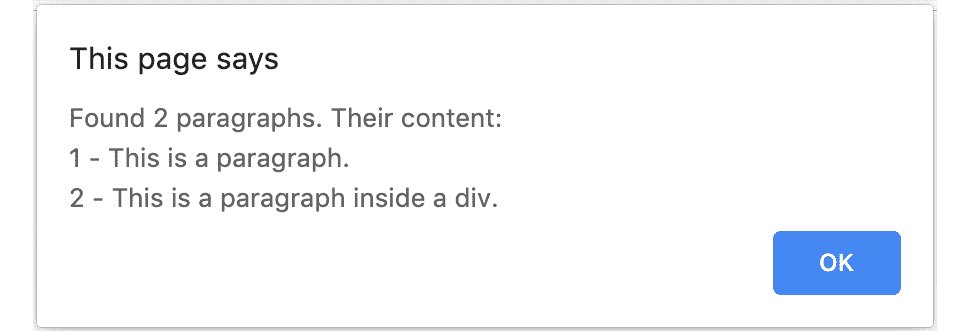 This page says
Found 2 paragraphs. Their content:
1 - This is a paragraph.
2 - This is a paragraph inside a div.
OK